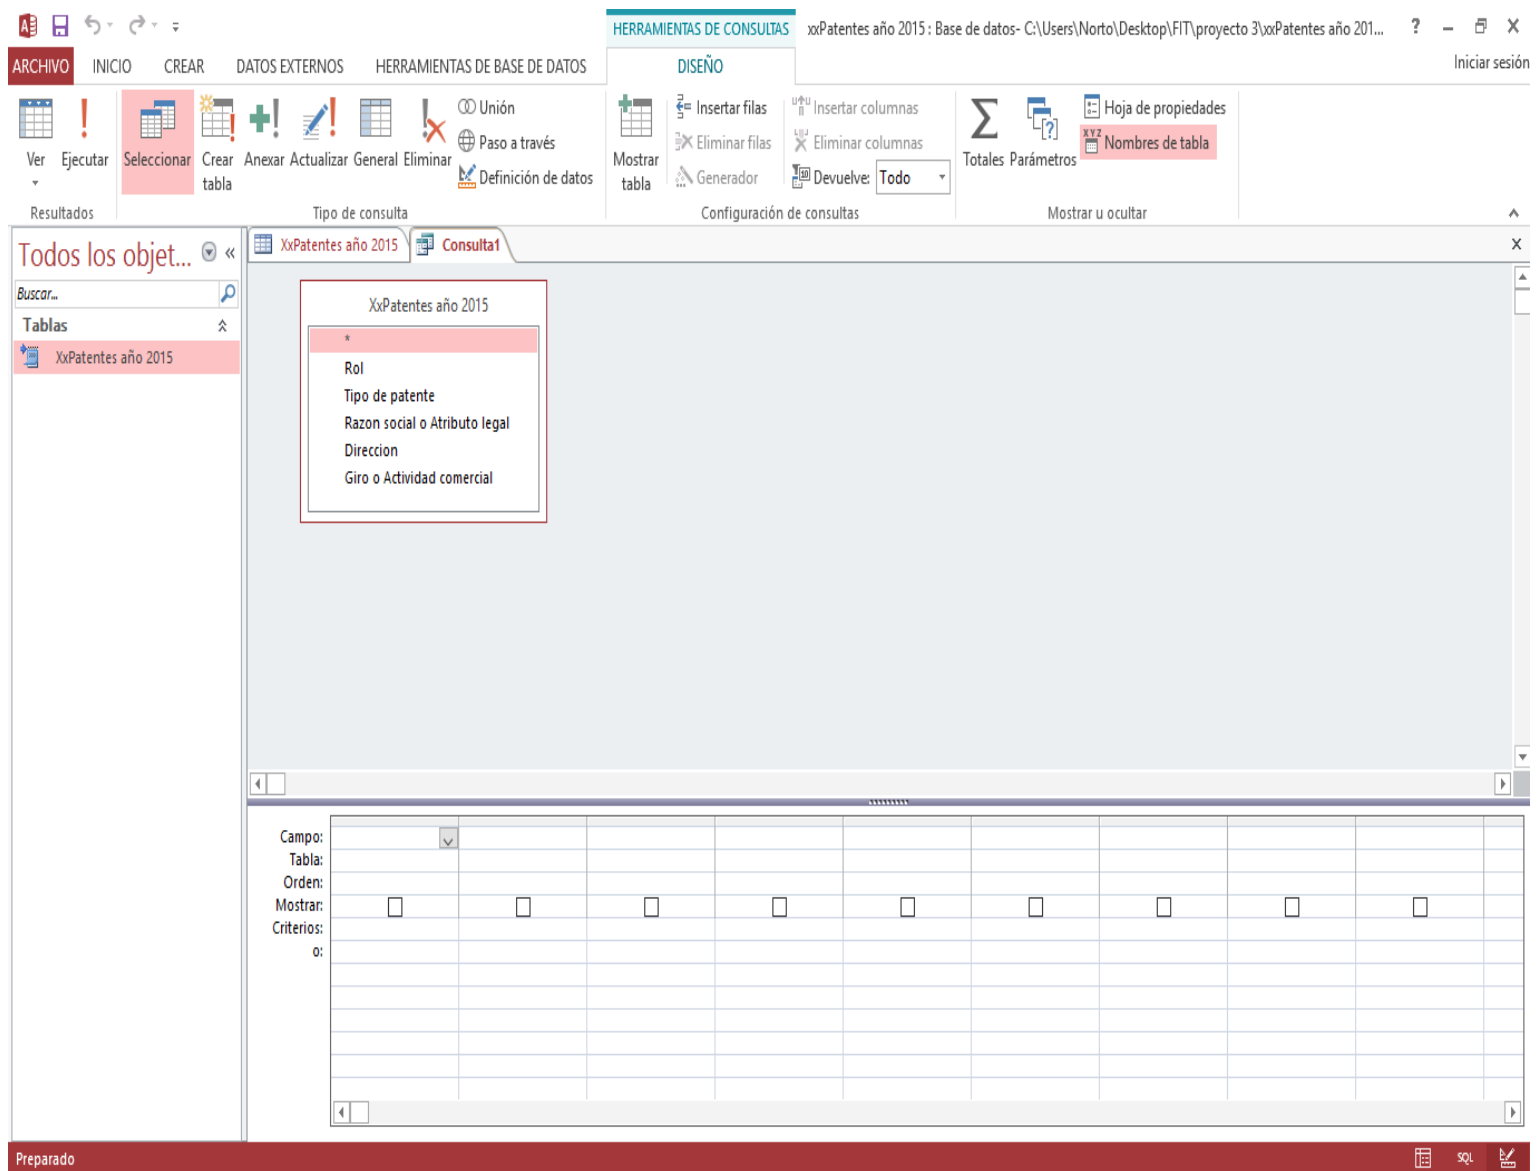 HERRAMIENTAS DE CONSULTAS xxPatentes año 2015 : Base de datos- C:\Users\Norto\Desktop\FIT\proyecto 3\xxPatentes año 201... ?
ARCHIVO INICIO CREAR DATOS EXTERNOS HERRAMIENTAS DE BASE DE DATOS DISEÑO Iniciar sesión
Ver
Ejecutar
Seleccionar
Crear tabla
Anexar
Actualizar
General
Eliminar
Unión
Paso a través
Definición de datos
Mostrar tabla
Insertar filas
Eliminar filas
Generador
Insertar columnas
Eliminar columnas
Devuelve: Todo
Totales
Parámetros
Hoja de propiedades
Nombres de tabla
Resultados
Tipo de consulta
Configuración de consultas
Mostrar u ocultar
Todos los objet... «
Buscar...
Tablas
XxPatentes año 2015
XxPatentes año 2015
Consulta1
XxPatentes año 2015
*
Rol
Tipo de patente
Razon social o Atributo legal
Direccion
Giro o Actividad comercial
Campo:
Tabla:
Orden:
Mostrar:
Criterios:
o:
Preparado
SQL